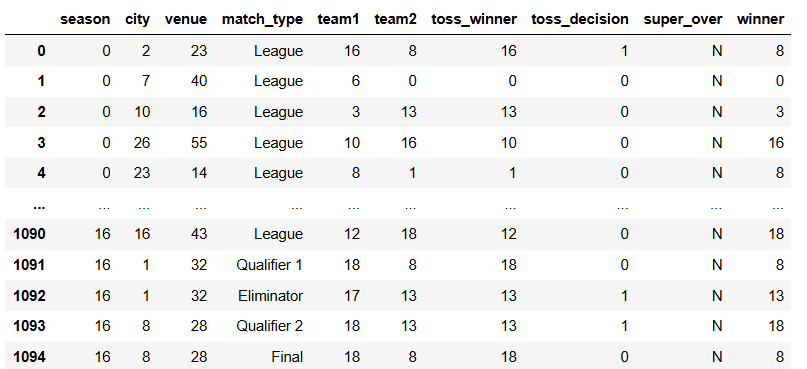 season city venue match_type team1 team2 toss_winner toss_decision super_over winner
0 0 2 23 League 16 8 16 1 N 8
1 0 7 40 League 6 0 0 0 N 0
2 0 10 16 League 3 13 13 0 N 3
3 0 26 55 League 10 16 10 0 N 16
4 0 23 14 League 8 1 1 0 N 8
... ... ... ... ... ... ... ... ... ... ...
1090 16 16 43 League 12 18 12 0 N 18
1091 16 1 32 Qualifier 1 18 8 18 0 N 8
1092 16 1 32 Eliminator 17 13 13 1 N 13
1093 16 8 28 Qualifier 2 18 13 13 1 N 18
1094 16 8 28 Final 18 8 18 0 N 8